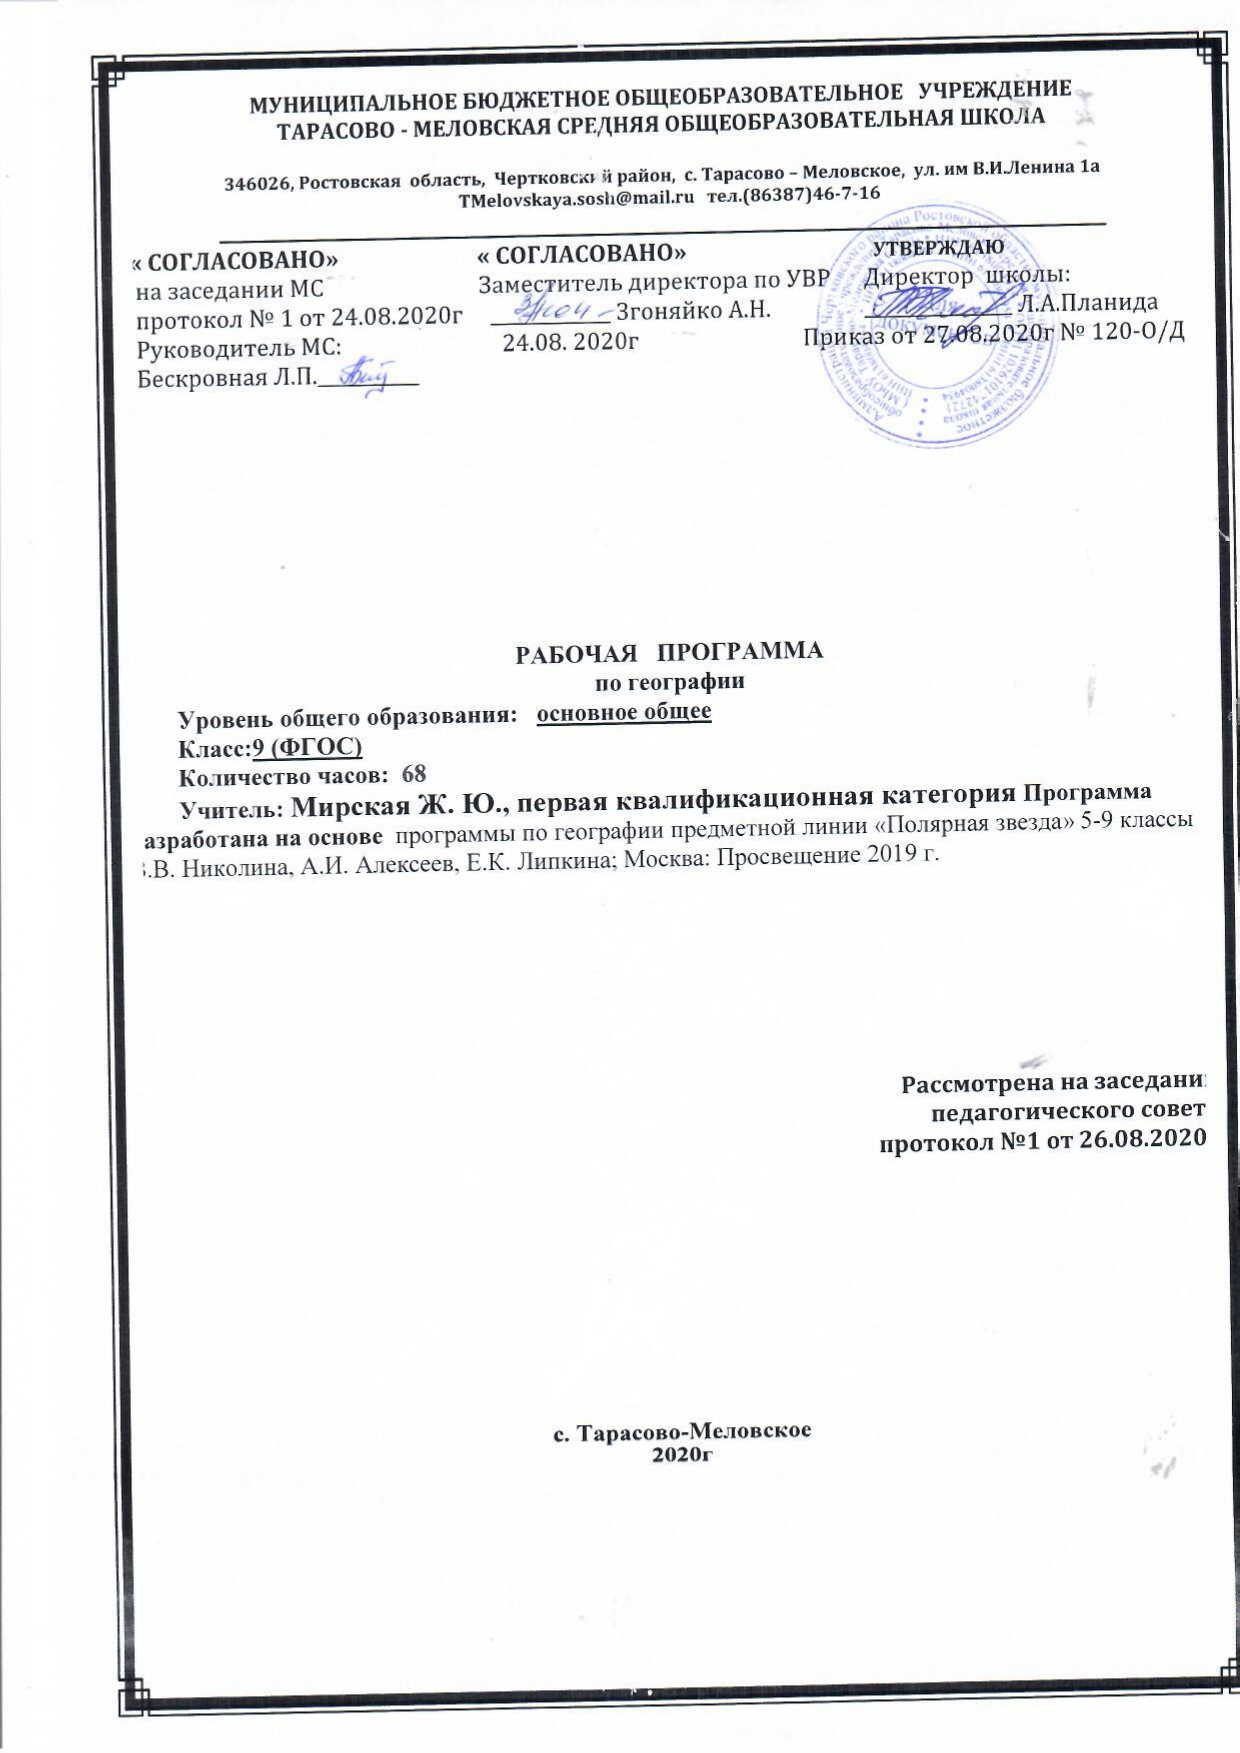 МУНИЦИПАЛЬНОЕ БЮДЖЕТНОЕ ОБЩЕОБРАЗОВАТЕЛЬНОЕ УЧРЕЖДЕНИЕ
ТАРАСОВО - МЕЛОВСКАЯ СРЕДНЯЯ ОБЩЕОБРАЗОВАТЕЛЬНАЯ ШКОЛА
346026, Ростовская область, Чертковский район, с. Тарасово – Меловское, ул. им В.И.Ленина 1а
TMelovskaya.sosh@mail.ru тел.(86387)46-7-16
« СОГЛАСОВАНО»
на заседании МС
протокол № 1 от 24.08.2020г
Руководитель МС:
Бескровная Л.П.
« СОГЛАСОВАНО»
Заместитель директора по УВР
Згоняйко А.Н.
24.08. 2020г
УТВЕРЖДАЮ
Директор школы:
Л.А.Планида
Приказ от 27.08.2020г № 120-О/Д
РАБОЧАЯ ПРОГРАММА
по географии
Уровень общего образования: основное общее
Класс:9 (ФГОС)
Количество часов: 68
Учитель: Мирская Ж. Ю., первая квалификационная категория Программа
азработана на основе программы по географии предметной линии «Полярная звезда» 5-9 классы
.В. Николина, А.И. Алексеев, Е.К. Липкина; Москва: Просвещение 2019 г.
Рассмотрена на заседани
педагогического совет
протокол №1 от 26.08.2020
с. Тарасово-Меловское
2020г